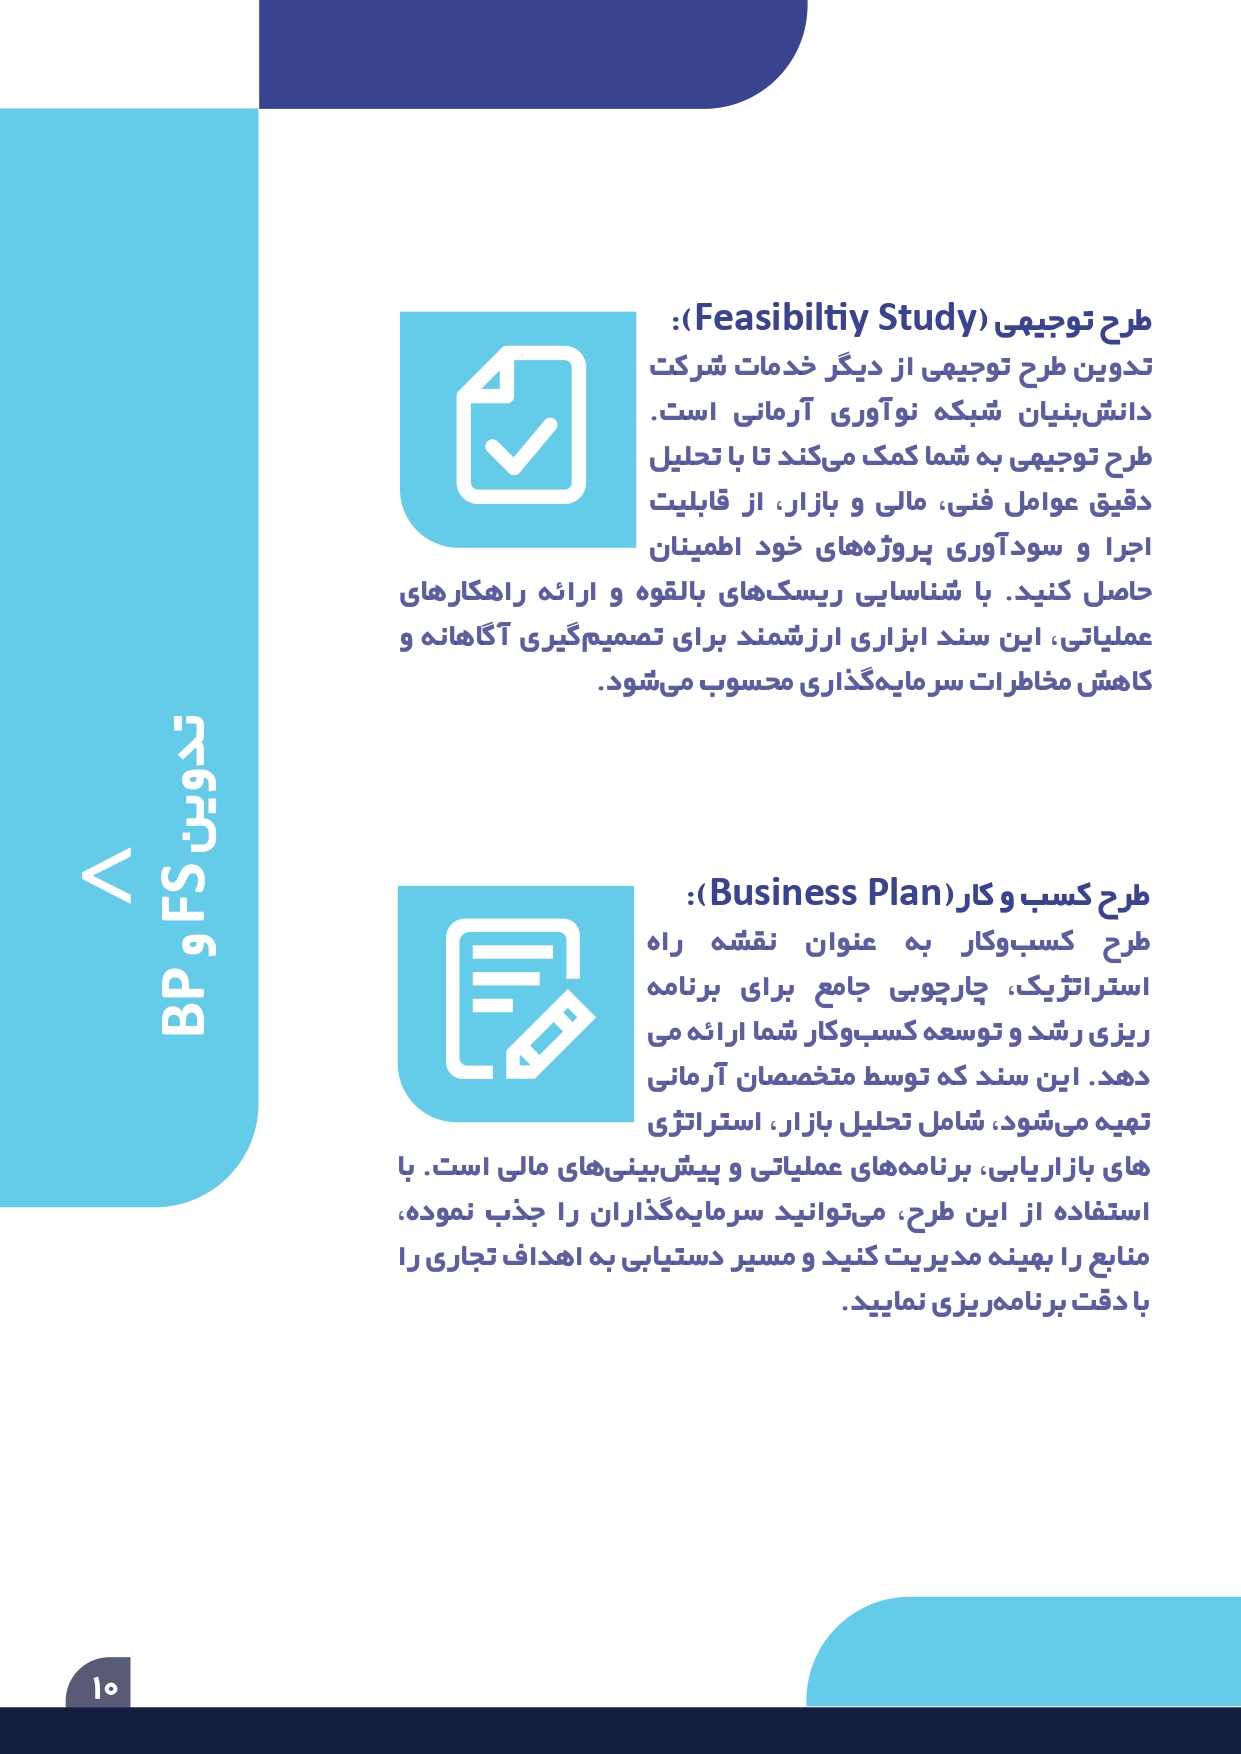 طرح توجیهی (Feasibiltiy Study):
تدوین طرح توجیهی از دیگر خدمات شرکت
دانش‌بنیان شبکه نوآوری آرمانی است.
طرح توجیهی به شما کمک می‌کند تا با تحلیل
دقیق عوامل فنی، مالی و بازار، از قابلیت
اجرا و سودآوری پروژه‌های خود اطمینان
حاصل کنید. با شناسایی ریسک‌های بالقوه و ارائه راهکارهای
عملیاتی، این سند ابزاری ارزشمند برای تصمیم‌گیری آگاهانه و
کاهش مخاطرات سرمایه‌گذاری محسوب می‌شود.
تدوین FS و BP
>
طرح کسب و کار(Business Plan):
طرح کسب‌وکار به عنوان نقشه راه
استراتژیک، چارچوبی جامع برای برنامه
ریزی رشد و توسعه کسب‌وکار شما ارائه می
دهد. این سند که توسط متخصصان آرمانی
تهیه می‌شود، شامل تحلیل بازار، استراتژی
های بازاریابی، برنامه‌های عملیاتی و پیش‌بینی‌های مالی است. با
استفاده از این طرح، می‌توانید سرمایه‌گذاران را جذب نموده،
منابع را بهینه مدیریت کنید و مسیر دستیابی به اهداف تجاری را
با دقت برنامه‌ریزی نمایید.
۱۰